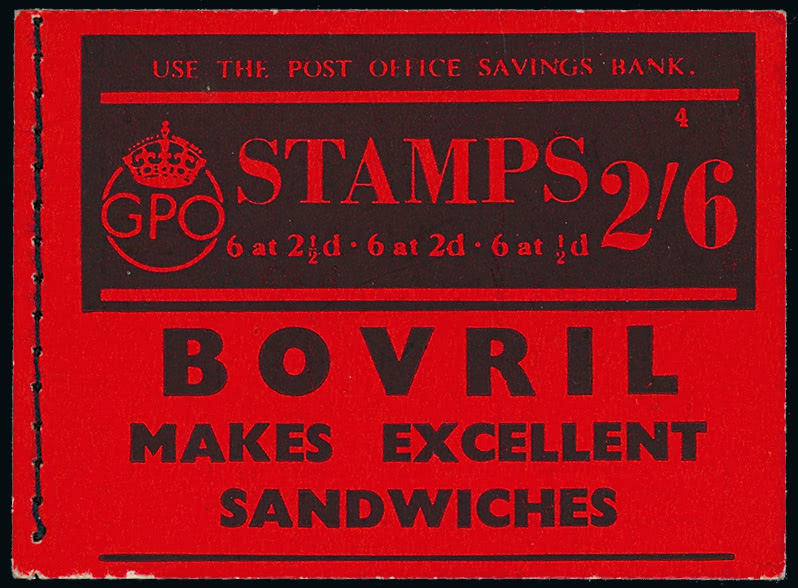 USE THE POST OFFICE SAVINGS BANK.
4
STAMPS 2/6
GPO
6 at 2½d · 6 at 2d · 6 at ½d
BOVRIL
MAKES EXCELLENT
SANDWICHES